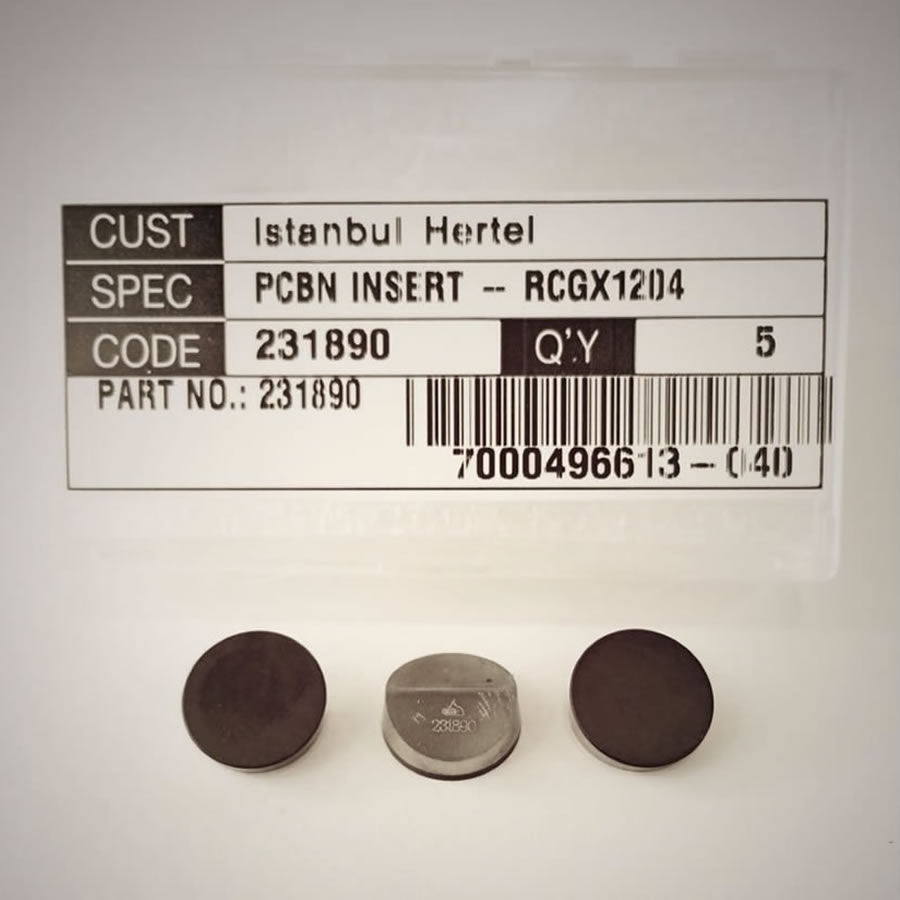 CUST Istanbul Hertel
SPEC PCBN INSERT -- RCGX1204
CODE 231890 Q'.Y 5
PART NO.: 231890
7000496613 - 040
231890